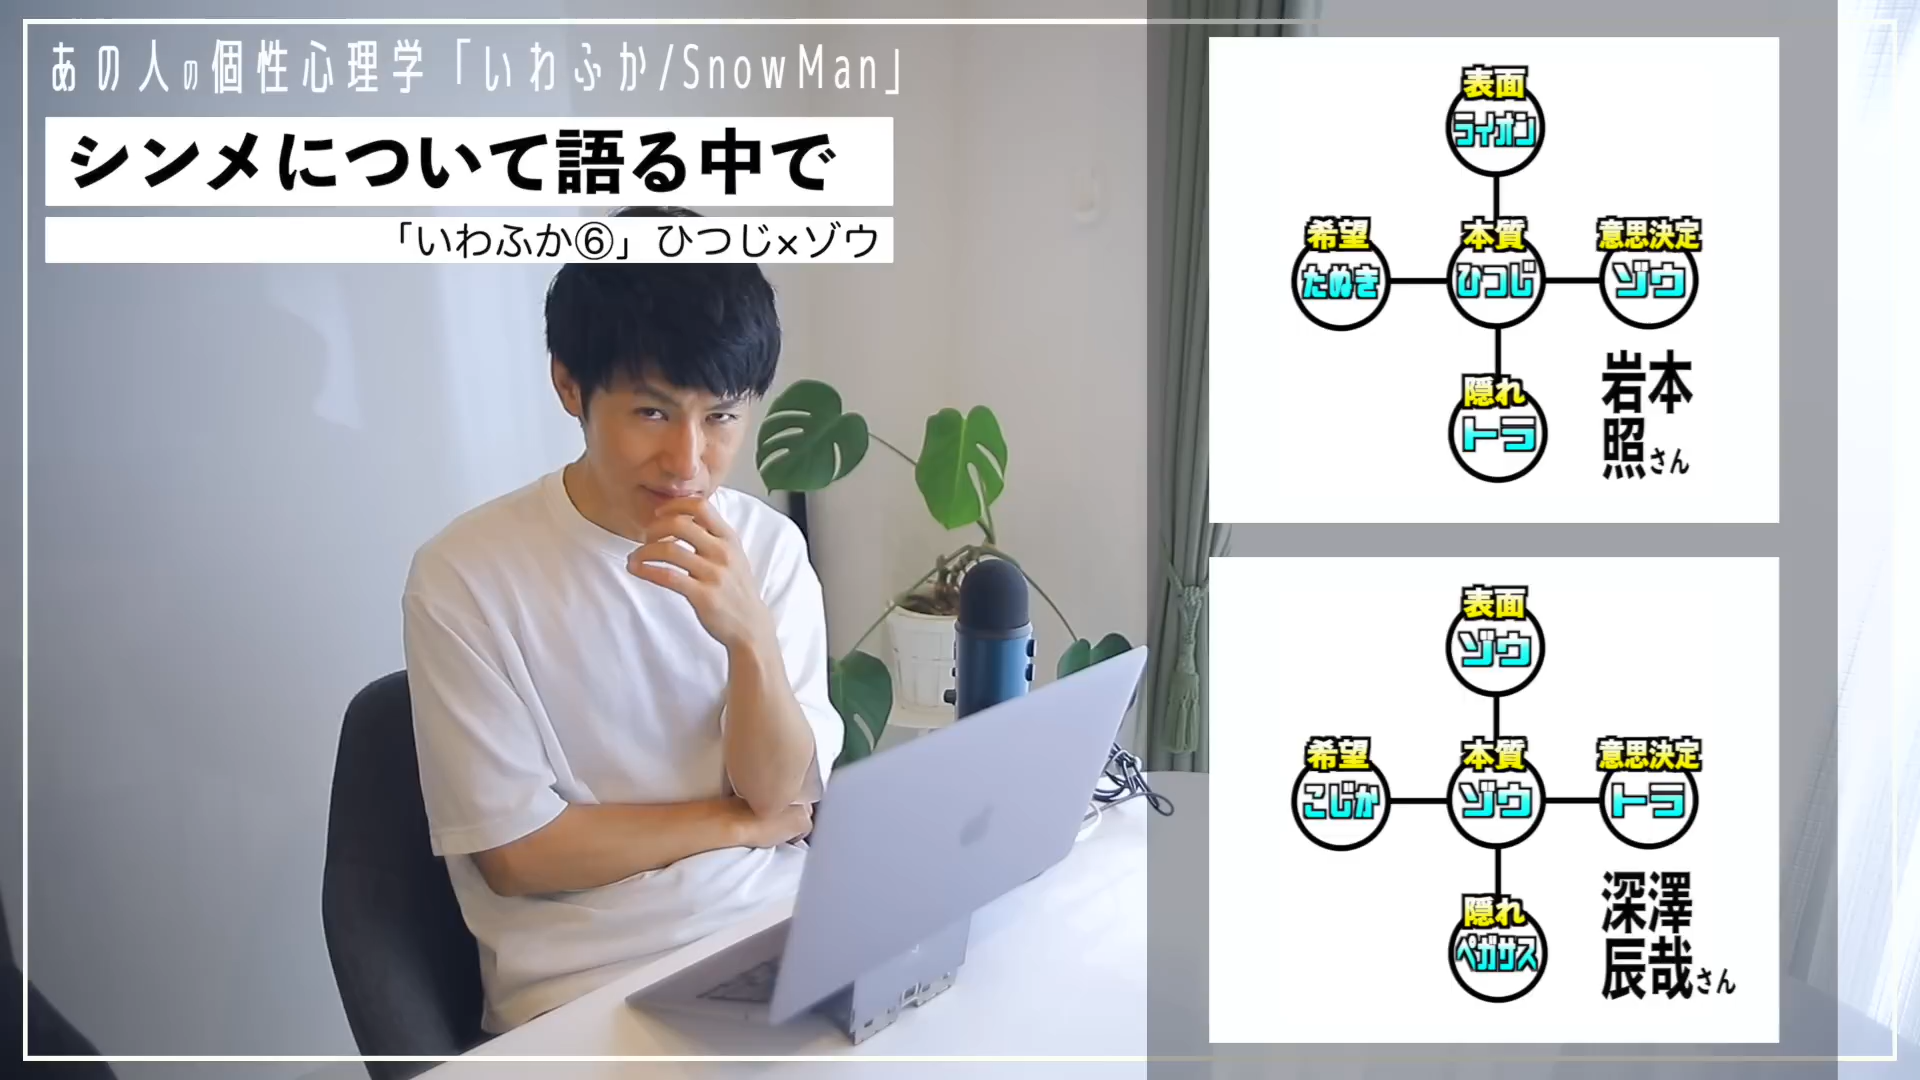 あの人の個性心理学「いわふか/SnowMan」
シンメについて語る中で
「いわふか⑥」ひつじ×ゾウ
表面
ライオン
希望
たぬき
本質
ひつじ
意思決定
ゾウ
隠れ
トラ
岩本
照さん
表面
ゾウ
希望
こじか
本質
ゾウ
意思決定
トラ
隠れ
ペガサス
深澤
辰哉さん